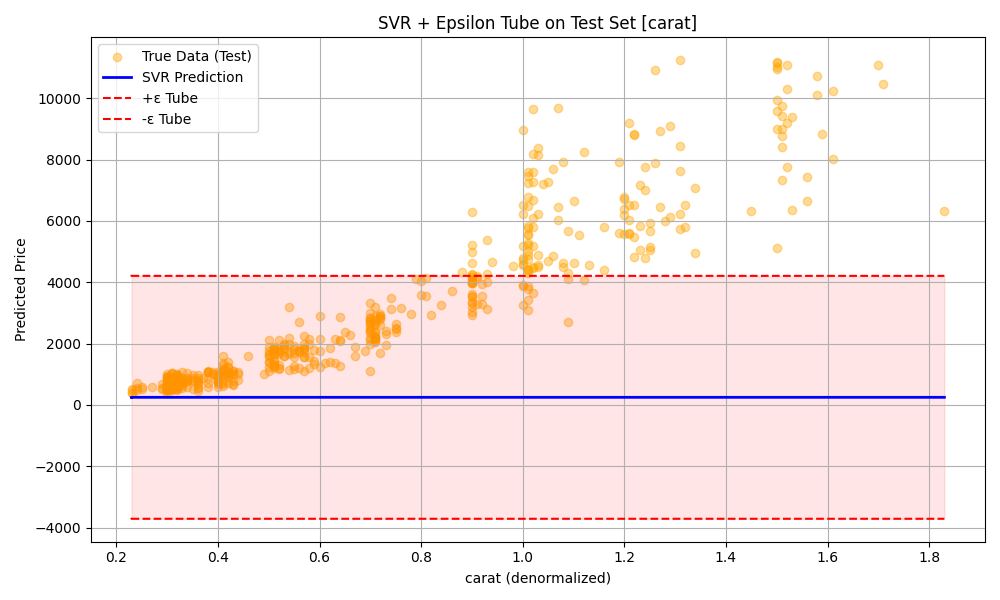 SVR + Epsilon Tube on Test Set [carat]
True Data (Test)
SVR Prediction
+ε Tube
-ε Tube
Predicted Price
10000
8000
6000
4000
2000
0
−2000
−4000
0.2 0.4 0.6 0.8 1.0 1.2 1.4 1.6 1.8
carat (denormalized)